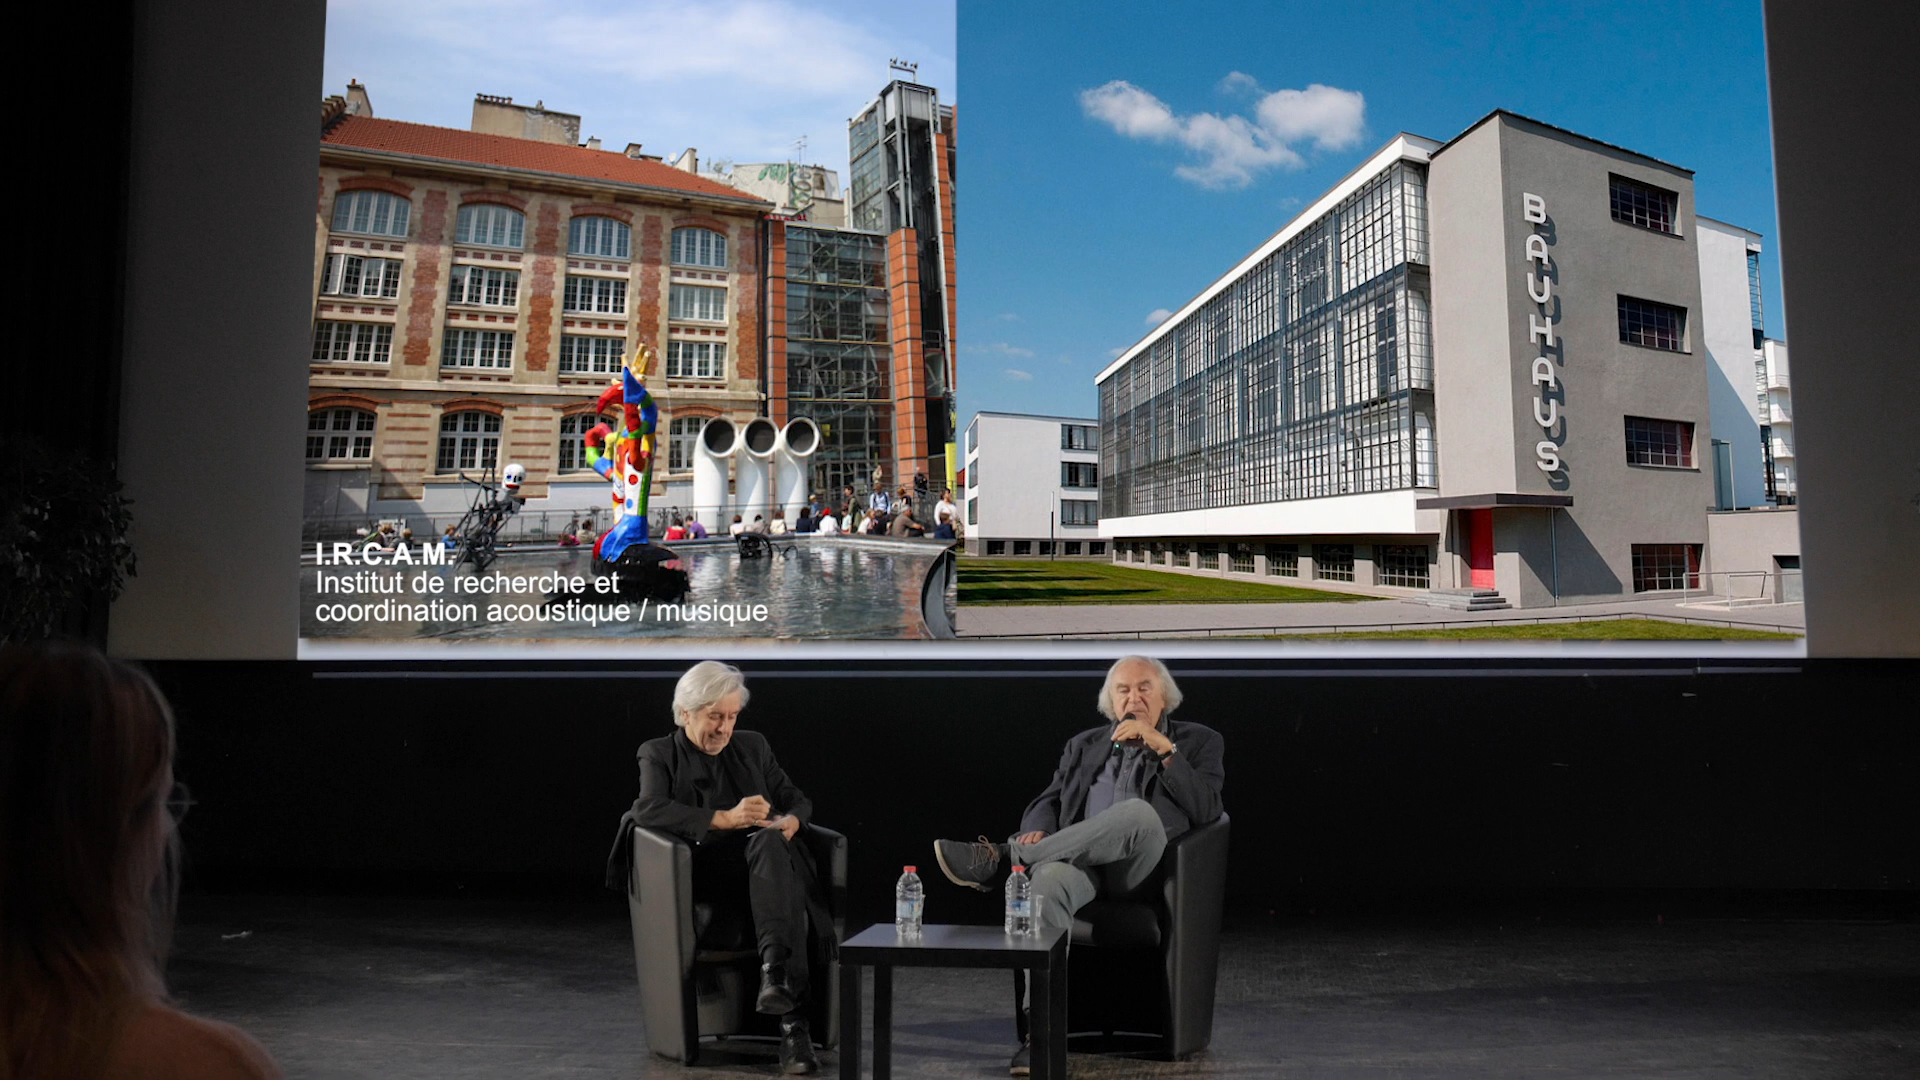 I.R.C.A.M.
Institut de recherche et
coordination acoustique / musique
BAUHAUS